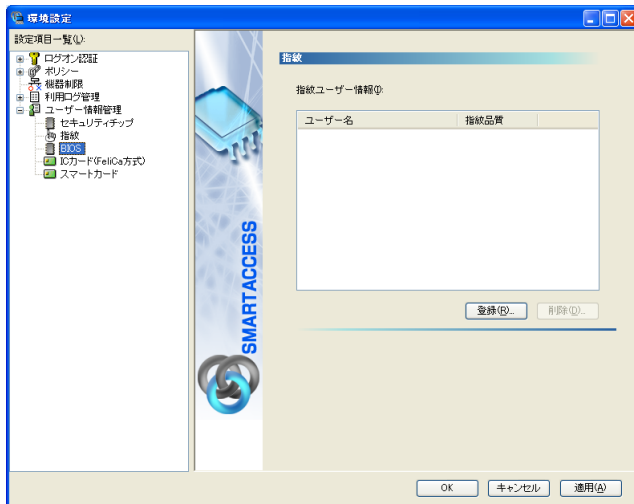 環境設定
設定項目一覧(L):
ログオン認証
ポリシー
機器制限
利用ログ管理
ユーザー情報管理
セキュリティチップ
指紋
BIOS
ICカード(FeliCa方式)
スマートカード
SMARTACCESS
指紋
指紋ユーザー情報(I):
ユーザー名 指紋品質
登録(R)... 削除(D)...
OK キャンセル 適用(A)